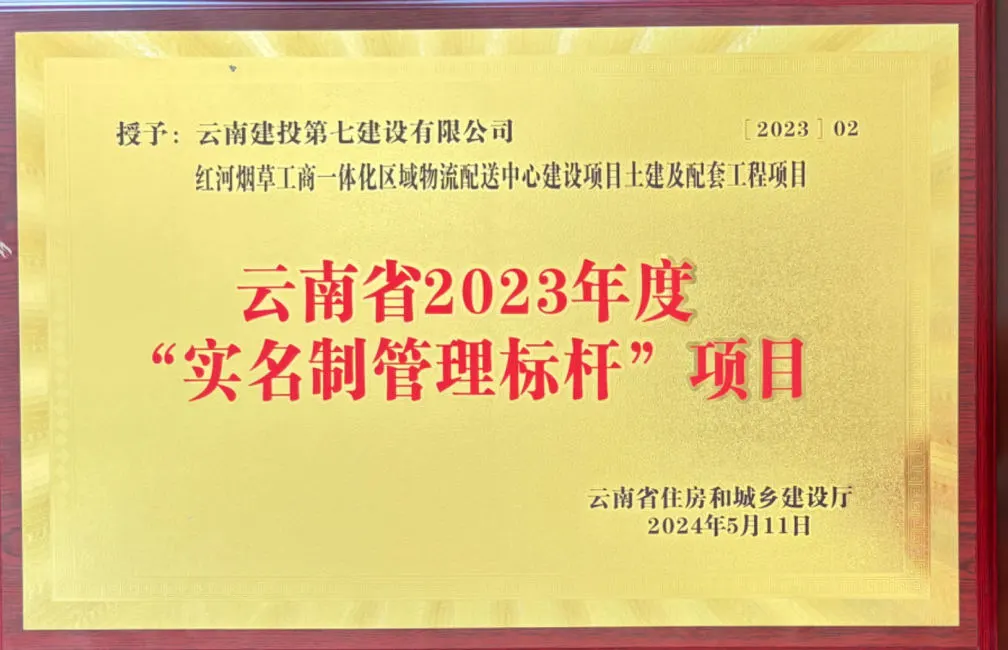 授予：云南建投第七建设有限公司
［2023］02
红河烟草工商一体化区域物流配送中心建设项目土建及配套工程项目
云南省2023年度
“实名制管理标杆”项目
云南省住房和城乡建设厅
2024年5月11日